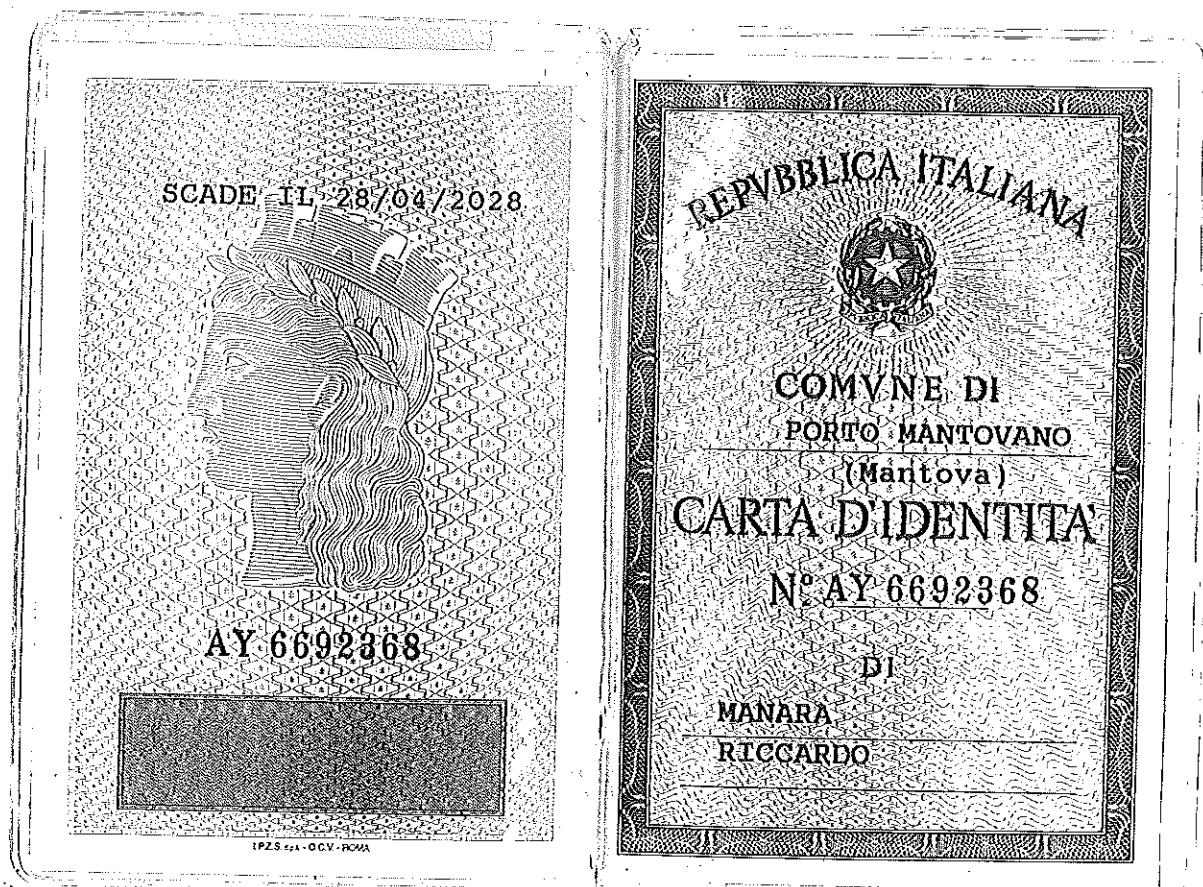 SCADE IL 28/04/2028
AY 6692368
I.P.Z.S. S.p.A. - O.C.V. - ROMA
REPVBBLICA ITALIANA
COMVNE DI
PORTO MANTOVANO
(Mantova)
CARTA D'IDENTITA'
Nº AY 6692368
DI
MANARA
RICCARDO